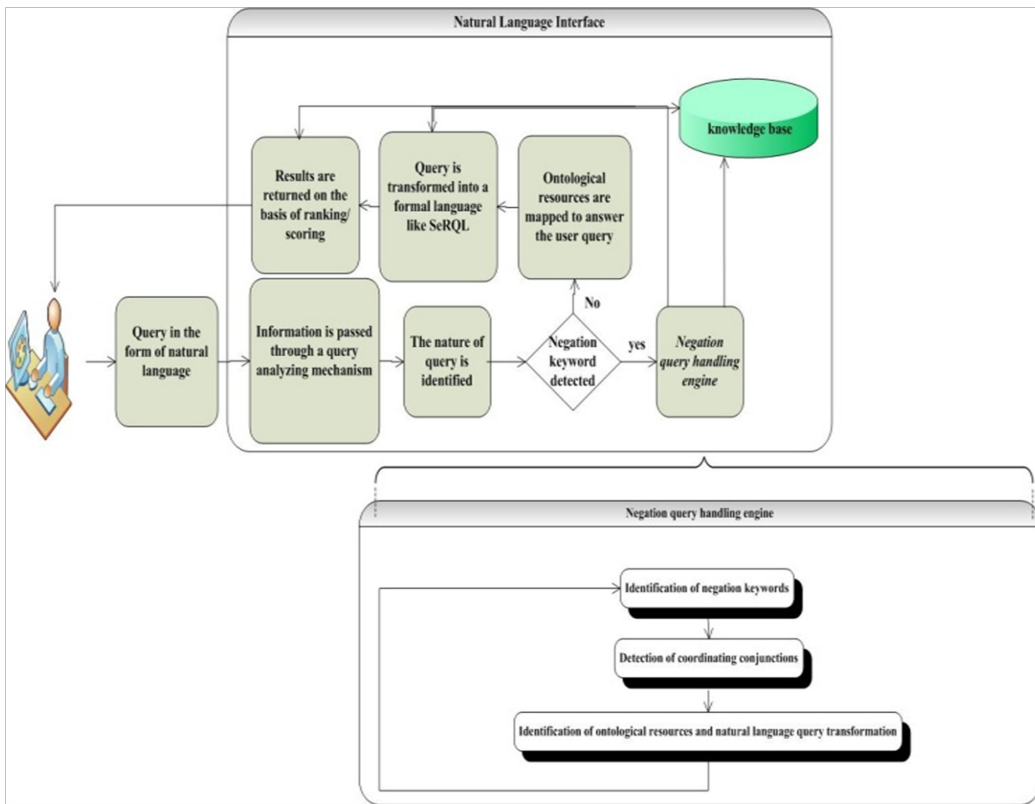 Natural Language Interface
knowledge base
Results are
returned on the
basis of ranking/
scoring
Query is
transformed into a
formal language
like SeRQL
Ontological
resources are
mapped to answer
the user query
No
Query in the
form of natural
language
Information is passed
through a query
analyzing mechanism
The nature of
query is
identified
Negation
keyword
detected
yes
Negation
query handling
engine
Negation query handling engine
Identification of negation keywords
Detection of coordinating conjunctions
Identification of ontological resources and natural language query transformation